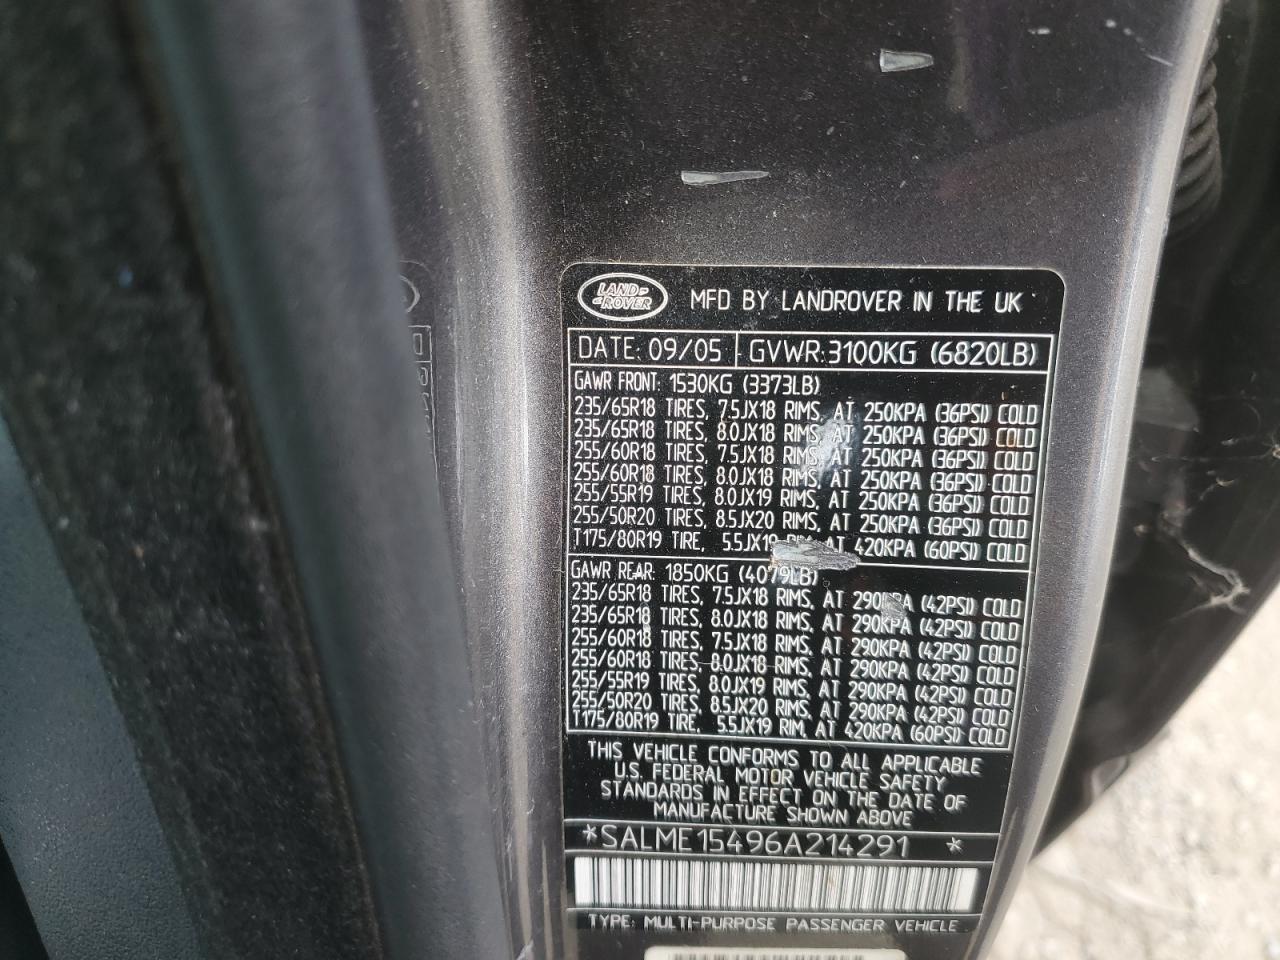 LAND-
-ROVER
MFD BY LANDROVER IN THE UK
DATE: 09/05 GVWR:3100KG (6820LB)
GAWR FRONT: 1530KG (3373LB)
235/65R18 TIRES, 7.5JX18 RIMS, AT 250KPA (36PSI) COLD
235/65R18 TIRES, 8.0JX18 RIMS, AT 250KPA (36PSI) COLD
255/60R18 TIRES, 7.5JX18 RIMS, AT 250KPA (36PSI) COLD
255/60R18 TIRES, 8.0JX18 RIMS, AT 250KPA (36PSI) COLD
255/55R19 TIRES, 8.0JX19 RIMS, AT 250KPA (36PSI) COLD
255/50R20 TIRES, 8.5JX20 RIMS, AT 250KPA (36PSI) COLD
T175/80R19 TIRE, 5.5JX19 RIM, AT 420KPA (60PSI) COLD
GAWR REAR: 1850KG (4079LB)
235/65R18 TIRES, 7.5JX18 RIMS, AT 290KPA (42PSI) COLD
235/65R18 TIRES, 8.0JX18 RIMS, AT 290KPA (42PSI) COLD
255/60R18 TIRES, 7.5JX18 RIMS, AT 290KPA (42PSI) COLD
255/60R18 TIRES, 8.0JX18 RIMS, AT 290KPA (42PSI) COLD
255/55R19 TIRES, 8.0JX19 RIMS, AT 290KPA (42PSI) COLD
255/50R20 TIRES, 8.5JX20 RIMS, AT 290KPA (42PSI) COLD
T175/80R19 TIRE, 5.5JX19 RIM, AT 420KPA (60PSI) COLD
THIS VEHICLE CONFORMS TO ALL APPLICABLE
U.S. FEDERAL MOTOR VEHICLE SAFETY
STANDARDS IN EFFECT ON THE DATE OF
MANUFACTURE SHOWN ABOVE
*SALME15496A214291 *
TYPE: MULTI-PURPOSE PASSENGER VEHICLE